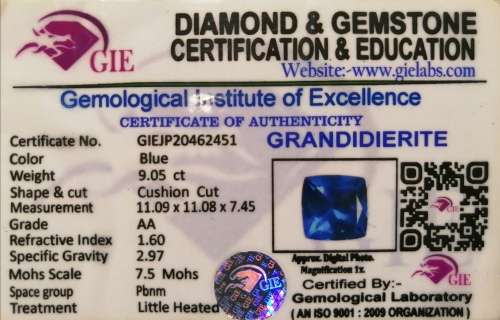 GIE
DIAMOND & GEMSTONE
CERTIFICATION & EDUCATION
Website:-www.gielabs.com
Gemological Institute of Excellence
CERTIFICATE OF AUTHENTICITY
Certificate No. GIEJP20462451
GRANDIDIERITE
Color Blue
Weight 9.05 ct
Shape & cut Cushion Cut
Measurement 11.09 x 11.08 x 7.45
Grade AA
Refractive Index 1.60
Specific Gravity 2.97
Mohs Scale 7.5 Mohs
Space group Pbnm
Treatment Little Heated
GIE
Approx. Digital Photo.
Magnification 1x.
GIE
GIE
Certified By:-
Gemological Laboratory
(AN ISO 9001 : 2009 ORGANIZATION)